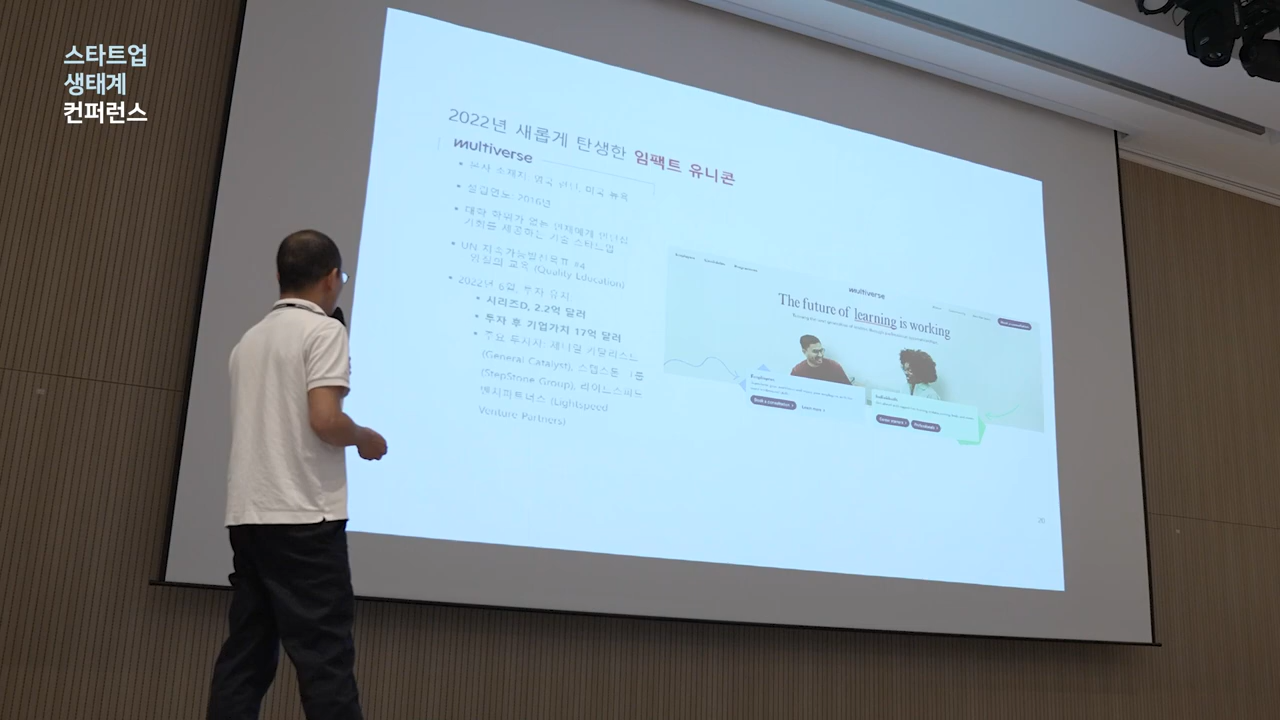 스타트업
생태계
컨퍼런스
2022년 새롭게 탄생한 임팩트 유니콘
multiverse
• 본사 소재지: 영국 런던, 미국 뉴욕
• 설립연도: 2016년
• 대학 학위가 없는 인재에게
기회를 제공하는 기술 스타트업
• UN 지속가능발전목표 #4
양질의 교육 (Quality Education)
• 2022년 6월 투자 유치
• 시리즈D, 2.2억 달러
• 투자 후 기업가치 17억 달러
• 주요 투자사: 제너럴 카탈리스트
(General Catalyst), 스텝스톤 그룹
(StepStone Group), 라이트스피드
벤처파트너스 (Lightspeed
Venture Partners)
multiverse
The future of learning is working
Employers
Book a consultation
Learn more
Individuals
20